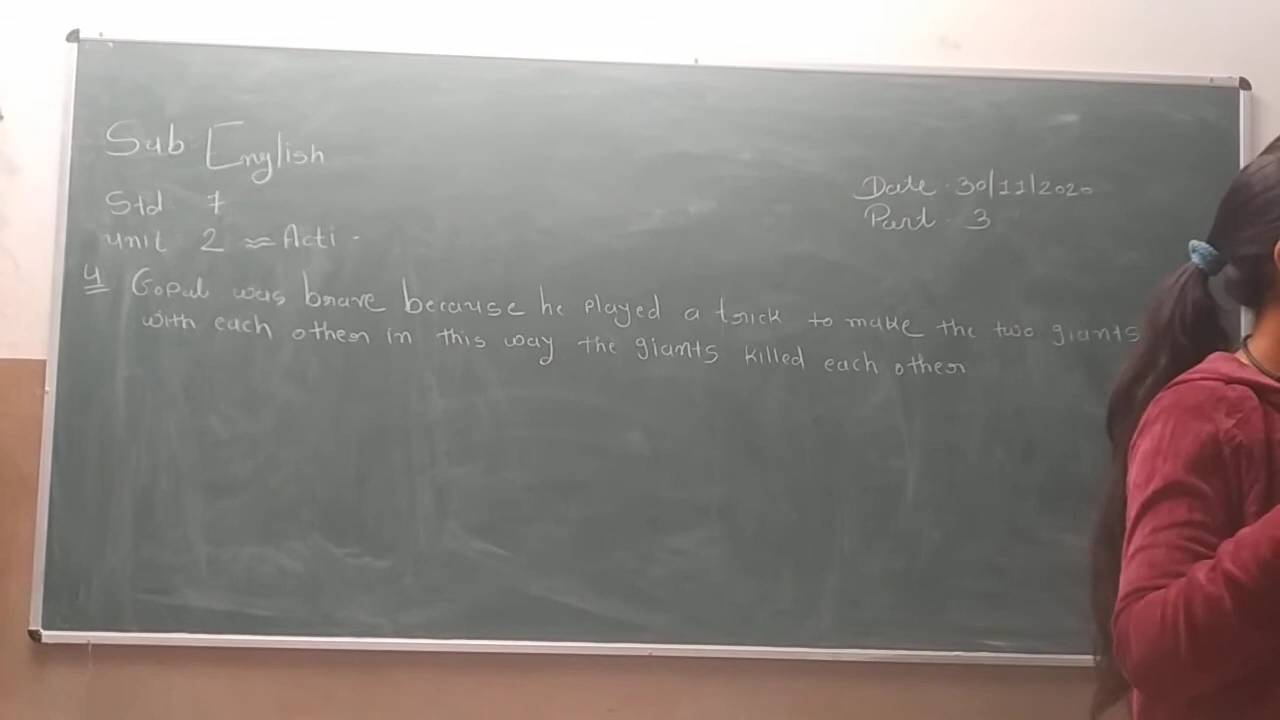 Sub English
Std 7
unit 2 ≈ Acti -
Date 30/11/2020
Part 3
4 Gopal was brave because he played a trick to make the two giants
with each other in this way the giants killed each other